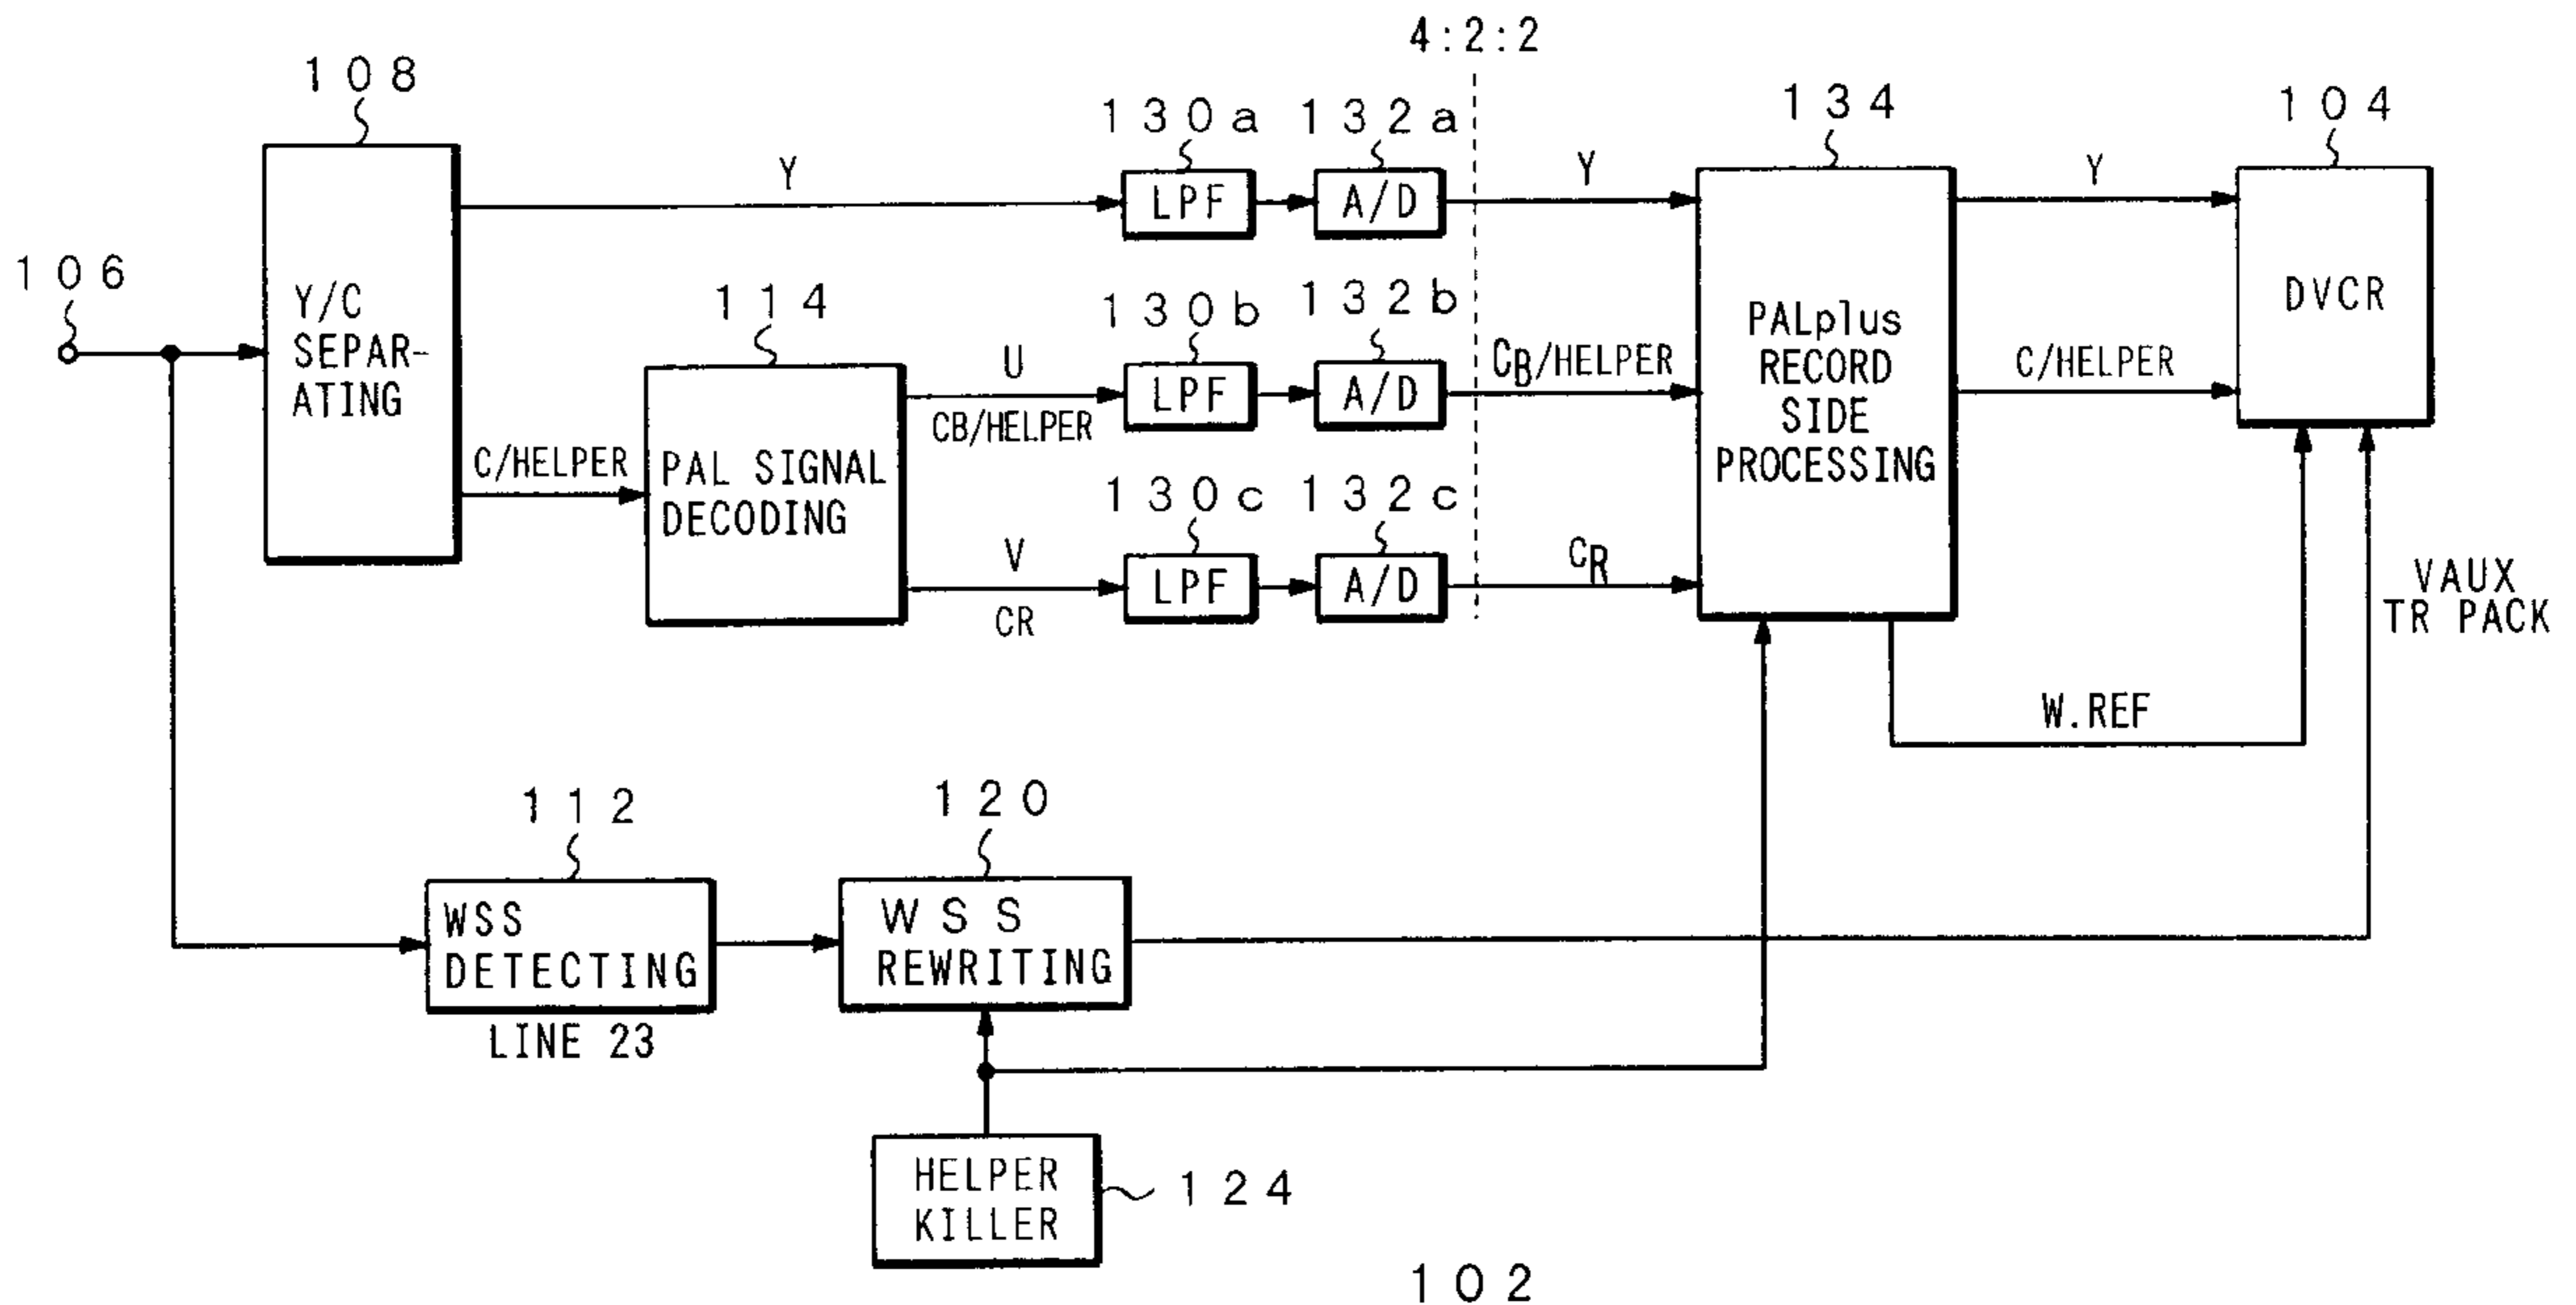 4:2:2
108
130a
132a
134
104
Y
LPF
A/D
Y
Y
106
Y/C
SEPAR-
ATING
114
130b
132b
PALplus
RECORD
SIDE
PROCESSING
DVCR
U
CB/HELPER
LPF
A/D
CB/HELPER
C/HELPER
C/HELPER
PAL SIGNAL
DECODING
130c
132c
V
CR
LPF
A/D
CR
VAUX
TR PACK
W.REF
112
120
WSS
DETECTING
LINE 23
WSS
REWRITING
HELPER
KILLER
124
102